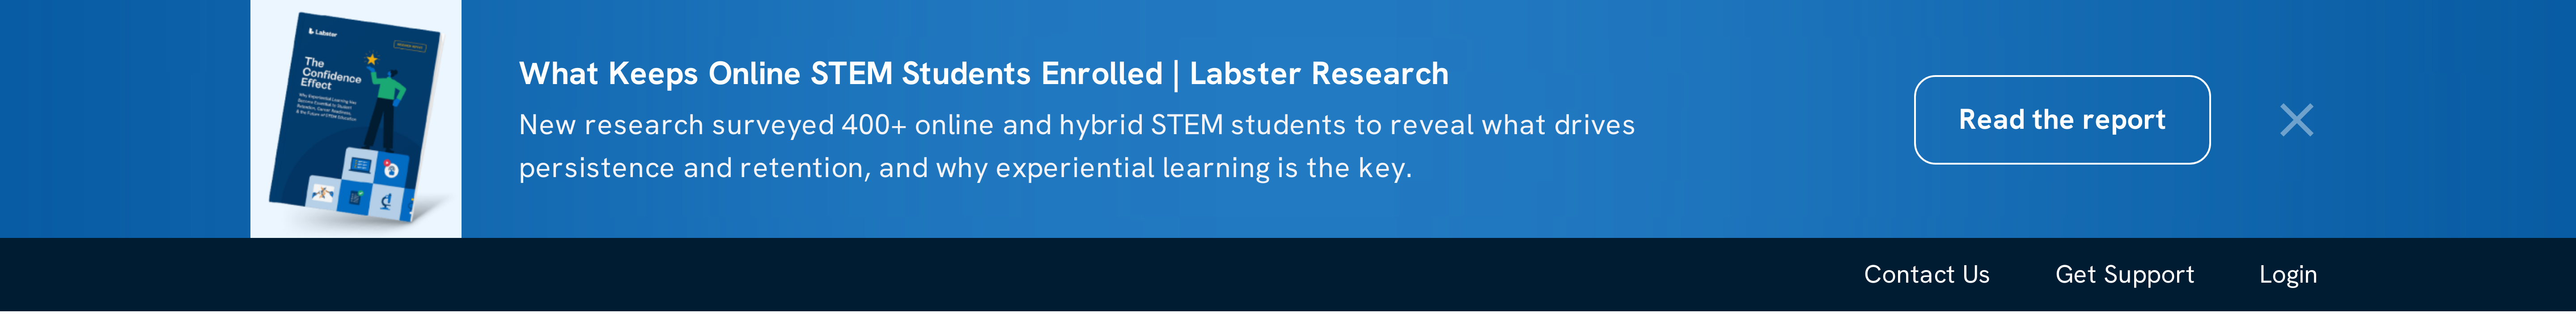 Labster
The
Confidence
Effect
What Keeps Online STEM Students Enrolled | Labster Research
New research surveyed 400+ online and hybrid STEM students to reveal what drives
persistence and retention, and why experiential learning is the key.
Read the report
Contact Us
Get Support
Login